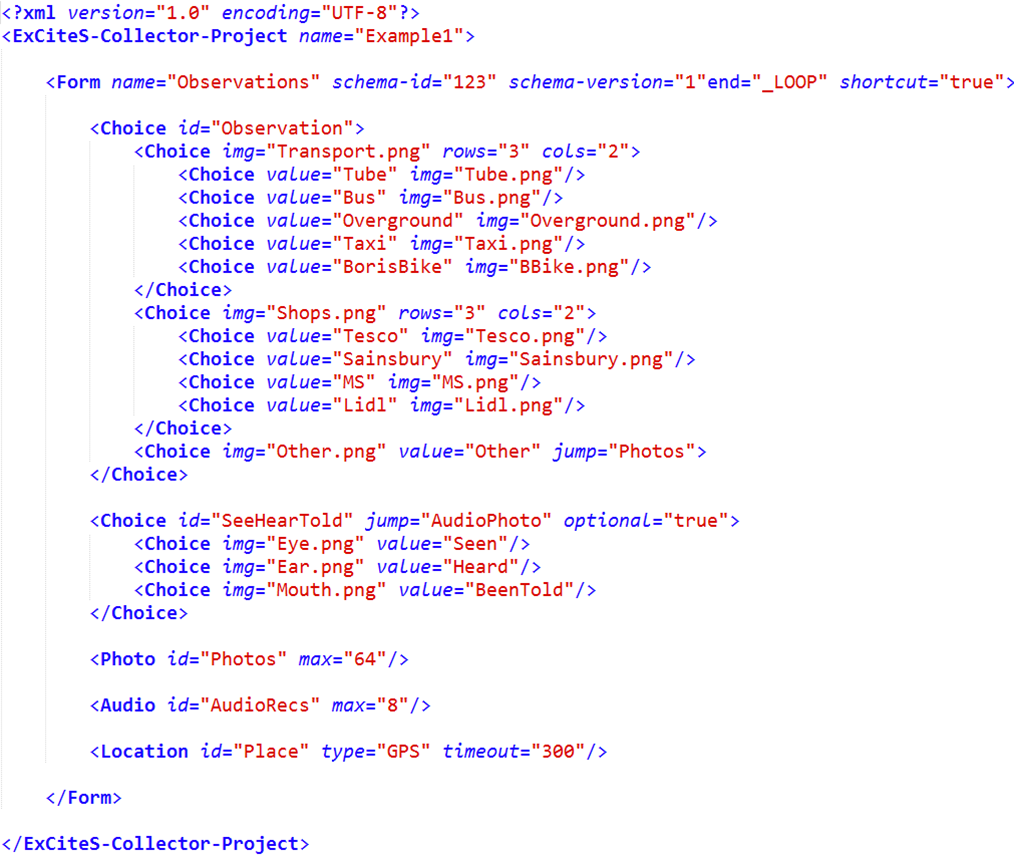 <?xml version="1.0" encoding="UTF-8"?>
<ExCiteS-Collector-Project name="Example1">
<Form name="Observations" schema-id="123" schema-version="1"end="_LOOP" shortcut="true">
<Choice id="Observation">
<Choice img="Transport.png" rows="3" cols="2">
<Choice value="Tube" img="Tube.png"/>
<Choice value="Bus" img="Bus.png"/>
<Choice value="Overground" img="Overground.png"/>
<Choice value="Taxi" img="Taxi.png"/>
<Choice value="BorisBike" img="BBike.png"/>
</Choice>
<Choice img="Shops.png" rows="3" cols="2">
<Choice value="Tesco" img="Tesco.png"/>
<Choice value="Sainsbury" img="Sainsbury.png"/>
<Choice value="MS" img="MS.png"/>
<Choice value="Lidl" img="Lidl.png"/>
</Choice>
<Choice img="Other.png" value="Other" jump="Photos">
</Choice>
<Choice id="SeeHearTold" jump="AudioPhoto" optional="true">
<Choice img="Eye.png" value="Seen"/>
<Choice img="Ear.png" value="Heard"/>
<Choice img="Mouth.png" value="BeenTold"/>
</Choice>
<Photo id="Photos" max="64"/>
<Audio id="AudioRecs" max="8"/>
<Location id="Place" type="GPS" timeout="300"/>
</Form>
</ExCiteS-Collector-Project>